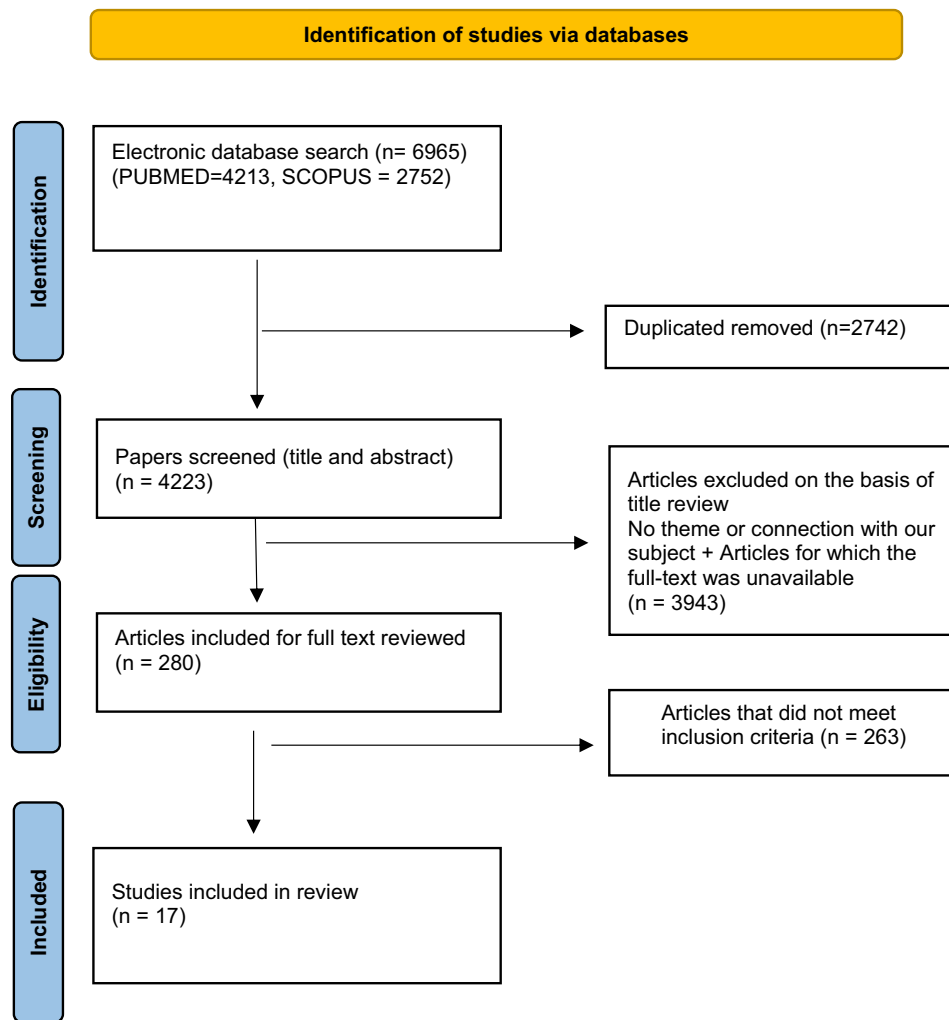 Identification of studies via databases
Identification
Electronic database search (n= 6965)
(PUBMED=4213, SCOPUS = 2752)
Duplicated removed (n=2742)
Screening
Papers screened (title and abstract)
(n = 4223)
Articles excluded on the basis of
title review
No theme or connection with our
subject + Articles for which the
full-text was unavailable
(n = 3943)
Eligibility
Articles included for full text reviewed
(n = 280)
Articles that did not meet
inclusion criteria (n = 263)
Included
Studies included in review
(n = 17)